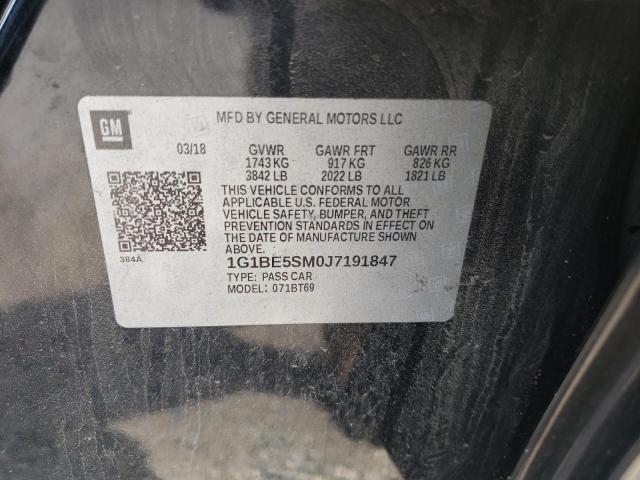 GM
MFD BY GENERAL MOTORS LLC
03/18 GVWR GAWR FRT GAWR RR
1743 KG 917 KG 826 KG
3842 LB 2022 LB 1821 LB
THIS VEHICLE CONFORMS TO ALL
APPLICABLE U.S. FEDERAL MOTOR
VEHICLE SAFETY, BUMPER, AND THEFT
PREVENTION STANDARDS IN EFFECT
ON THE DATE OF MANUFACTURE SHOWN
ABOVE.
384A
1G1BE5SM0J7191847
TYPE: PASS CAR
MODEL: 071BT69